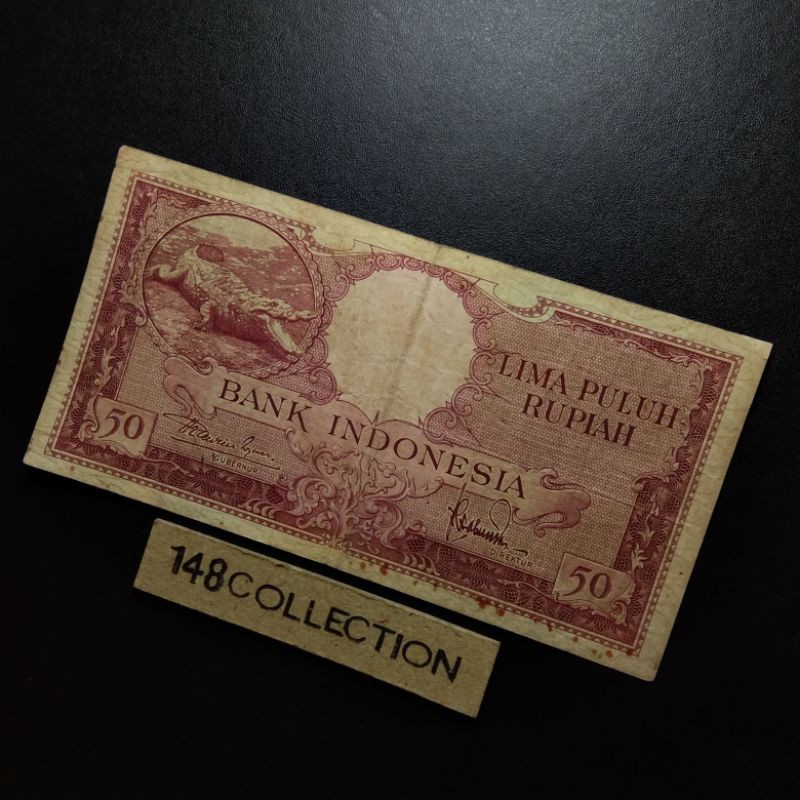 LIMA PULUH
RUPIAH
BANK INDONESIA
50
GUBERNUR
DIREKTUR
50
148COLLECTION